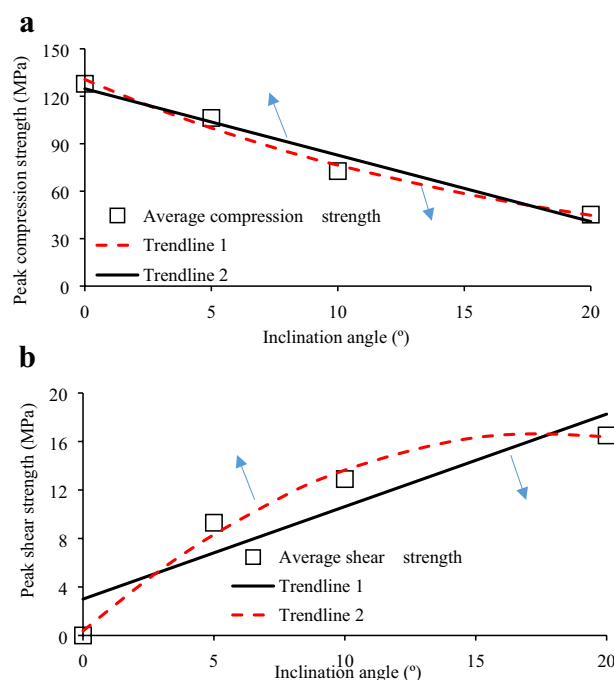 a
Peak compression strength (MPa)
150
120
90
60
30
0
Average compression strength
Trendline 1
Trendline 2
0 5 10 15 20
Inclination angle (º)
b
Peak shear strength (MPa)
20
16
12
8
4
0
Average shear strength
Trendline 1
Trendline 2
0 5 10 15 20
Inclination angle (º)